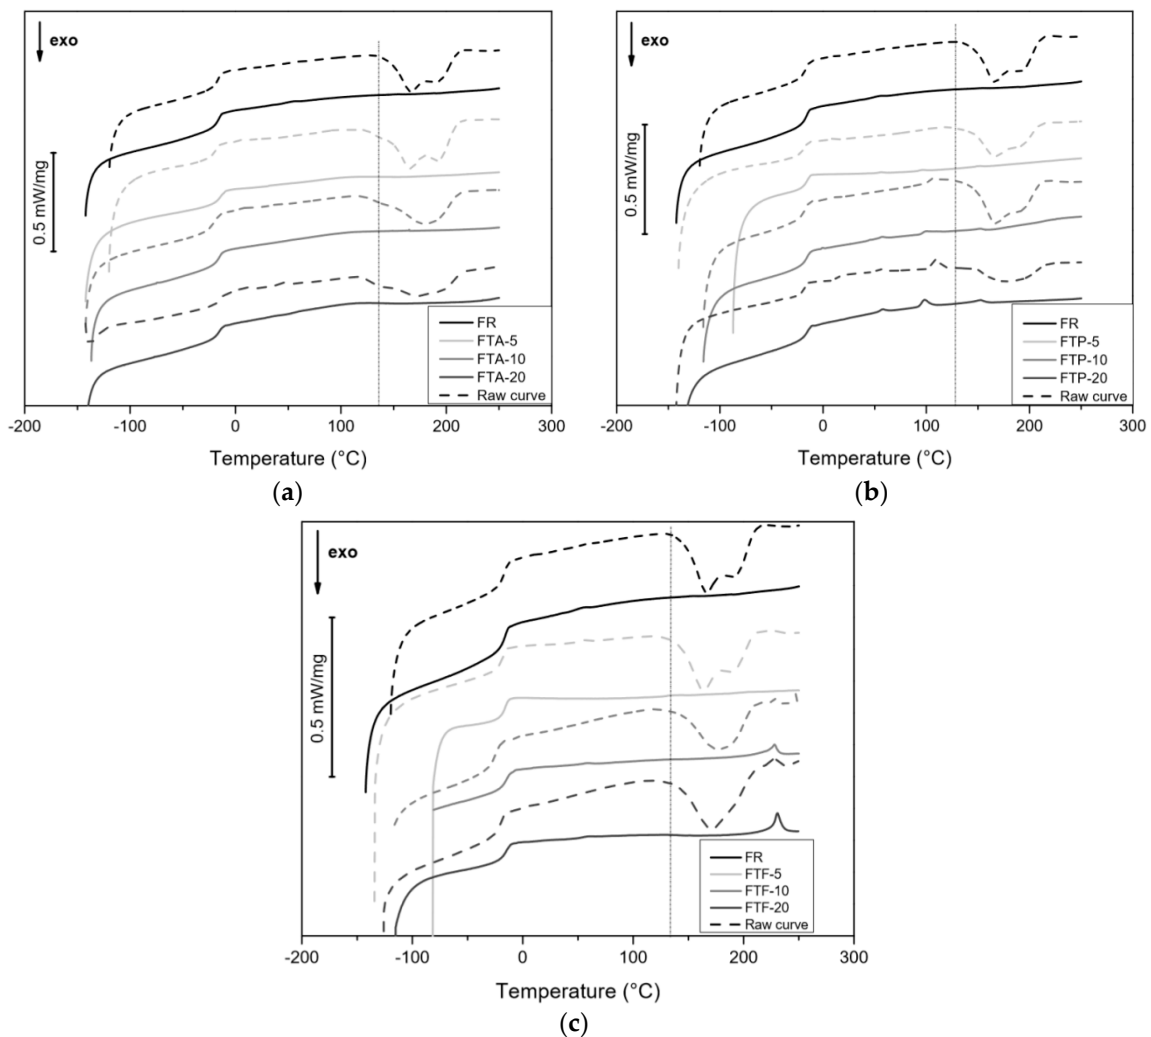 exo
0.5 mW/mg
FR
FTA-5
FTA-10
FTA-20
Raw curve
-200 -100 0 100 200 300
Temperature (°C)
(a)
exo
0.5 mW/mg
FR
FTP-5
FTP-10
FTP-20
Raw curve
-200 -100 0 100 200 300
Temperature (°C)
(b)
exo
0.5 mW/mg
FR
FTF-5
FTF-10
FTF-20
Raw curve
-200 -100 0 100 200 300
Temperature (°C)
(c)